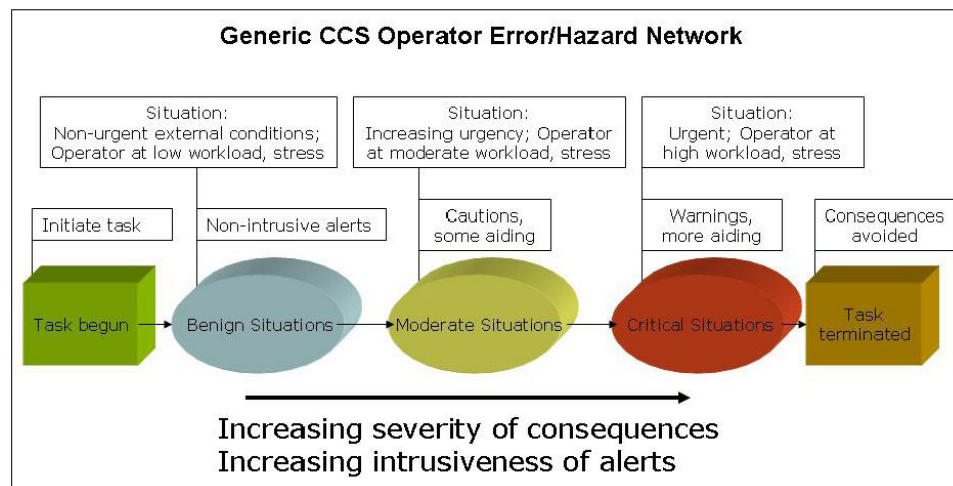 Generic CCS Operator Error/Hazard Network
Situation:
Non-urgent external conditions;
Operator at low workload, stress
Situation:
Increasing urgency; Operator
at moderate workload, stress
Situation:
Urgent; Operator at
high workload, stress
Initiate task
Non-intrusive alerts
Cautions,
some aiding
Warnings,
more aiding
Consequences
avoided
Task begun
Benign Situations
Moderate Situations
Critical Situations
Task
terminated
Increasing severity of consequences
Increasing intrusiveness of alerts